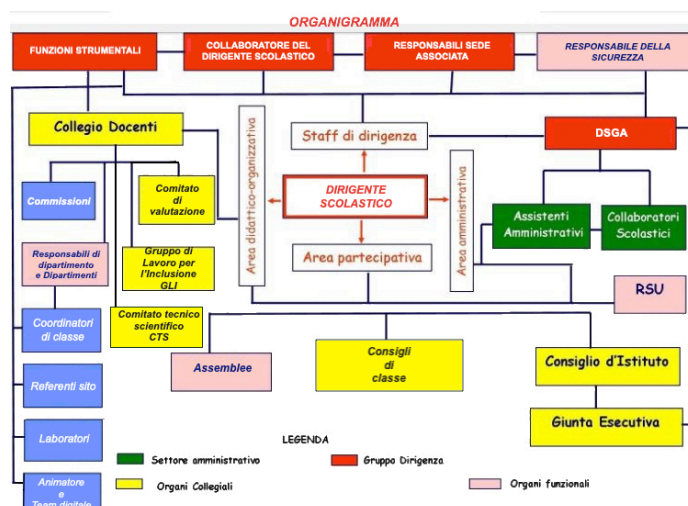 ORGANIGRAMMA
FUNZIONI STRUMENTALI
COLLABORATORE DEL
DIRIGENTE SCOLASTICO
RESPONSABILI SEDE
ASSOCIATA
RESPONSABILE DELLA
SICUREZZA
Collegio Docenti
Area didattico-organizzativa
Staff di dirigenza
DSGA
Commissioni
Comitato
di
valutazione
DIRIGENTE
SCOLASTICO
Area amministrativa
Assistenti
Amministrativi
Collaboratori
Scolastici
Responsabili di
dipartimento
e Dipartimenti
Gruppo di
Lavoro per
l'Inclusione
GLI
Area partecipativa
RSU
Coordinatori
di classe
Comitato tecnico
scientifico
CTS
Assemblee
Consigli
di
classe
Consiglio d'Istituto
Referenti sito
Giunta Esecutiva
Laboratori
LEGENDA
Settore amministrativo
Gruppo Dirigenza
Organi Collegiali
Organi funzionali
Animatore
e
Team digitale